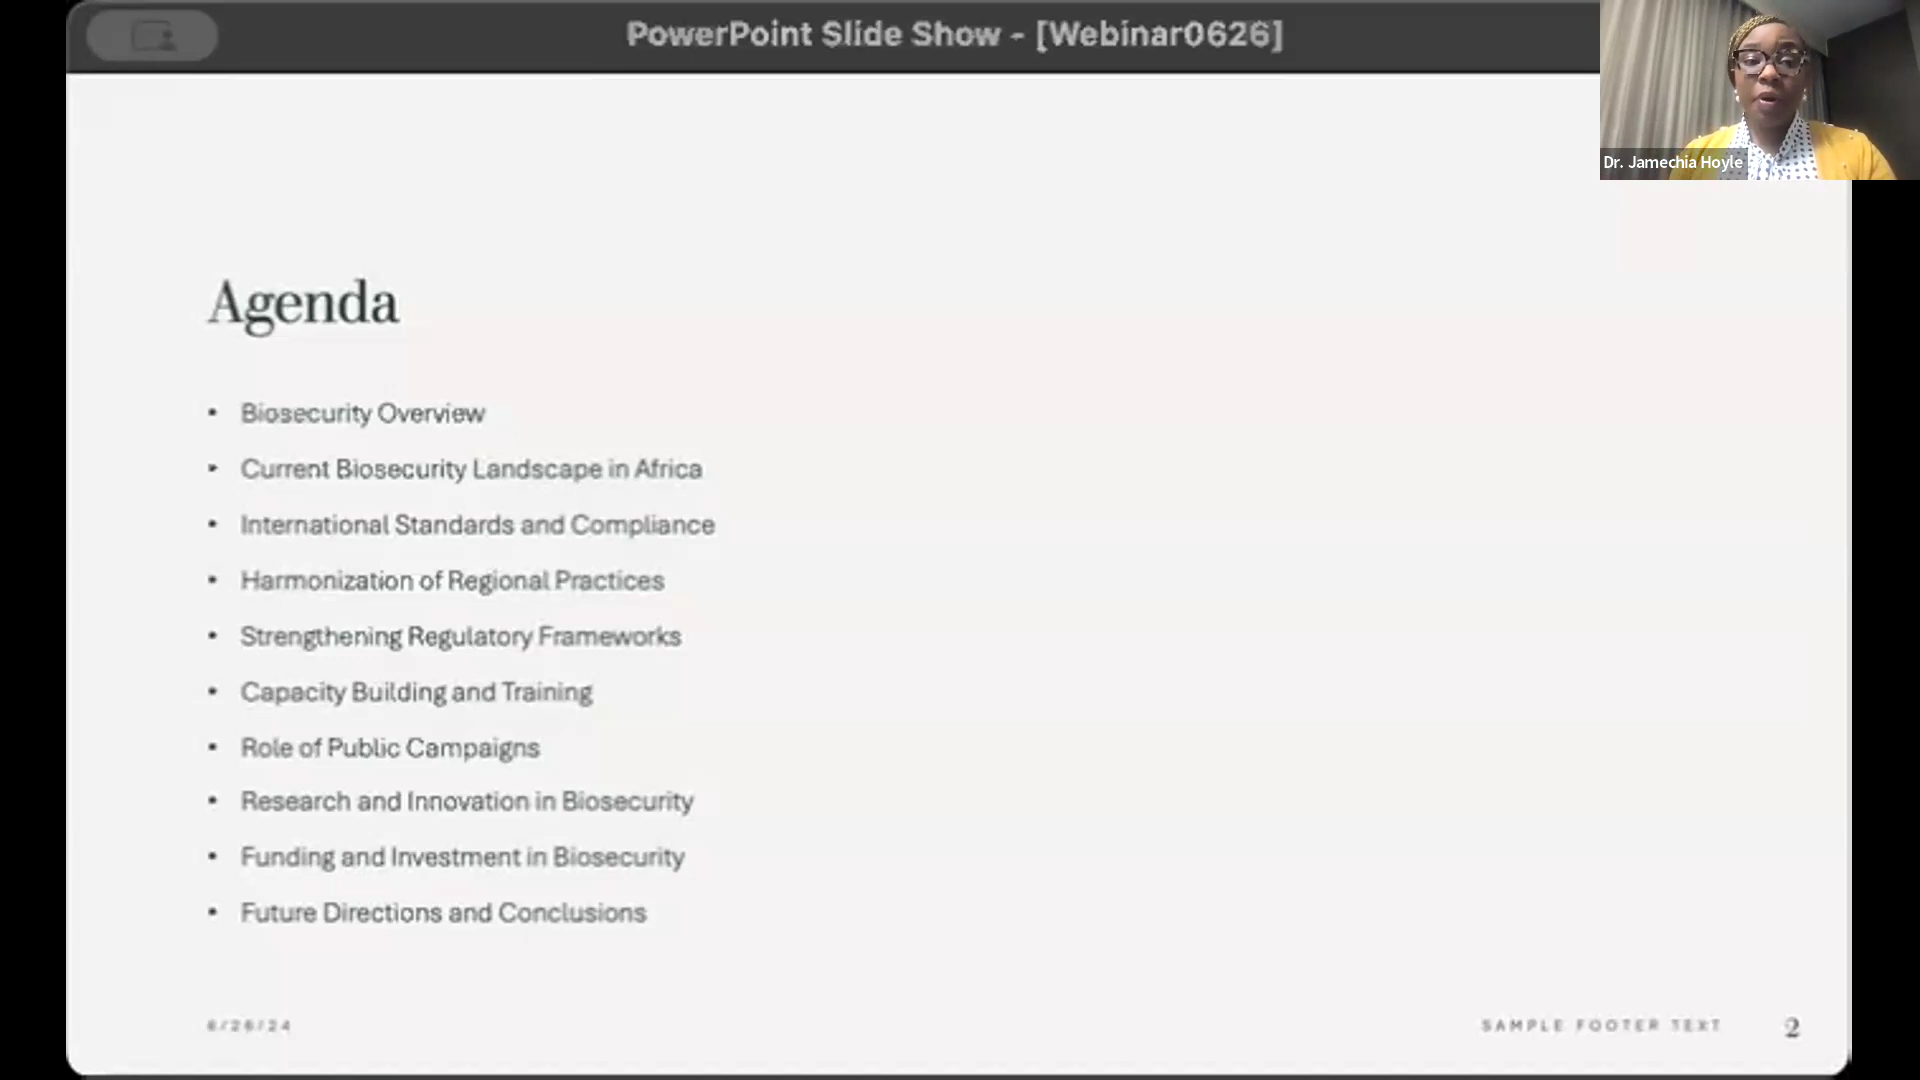 PowerPoint Slide Show - [Webinar0626]
Dr. Jamechia Hoyle
Agenda
• Biosecurity Overview
• Current Biosecurity Landscape in Africa
• International Standards and Compliance
• Harmonization of Regional Practices
• Strengthening Regulatory Frameworks
• Capacity Building and Training
• Role of Public Campaigns
• Research and Innovation in Biosecurity
• Funding and Investment in Biosecurity
• Future Directions and Conclusions
6/26/24
SAMPLE FOOTER TEXT
2